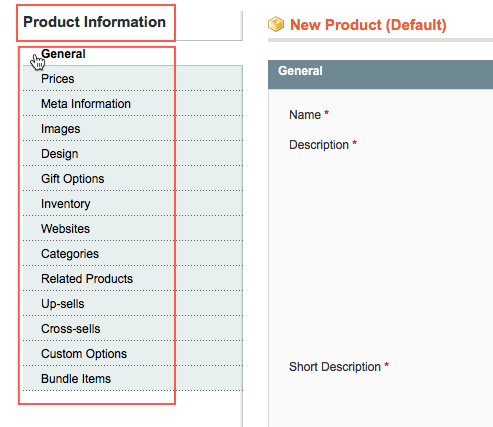 Product Information
General
Prices
Meta Information
Images
Design
Gift Options
Inventory
Websites
Categories
Related Products
Up-sells
Cross-sells
Custom Options
Bundle Items
New Product (Default)
General
Name *
Description *
Short Description *